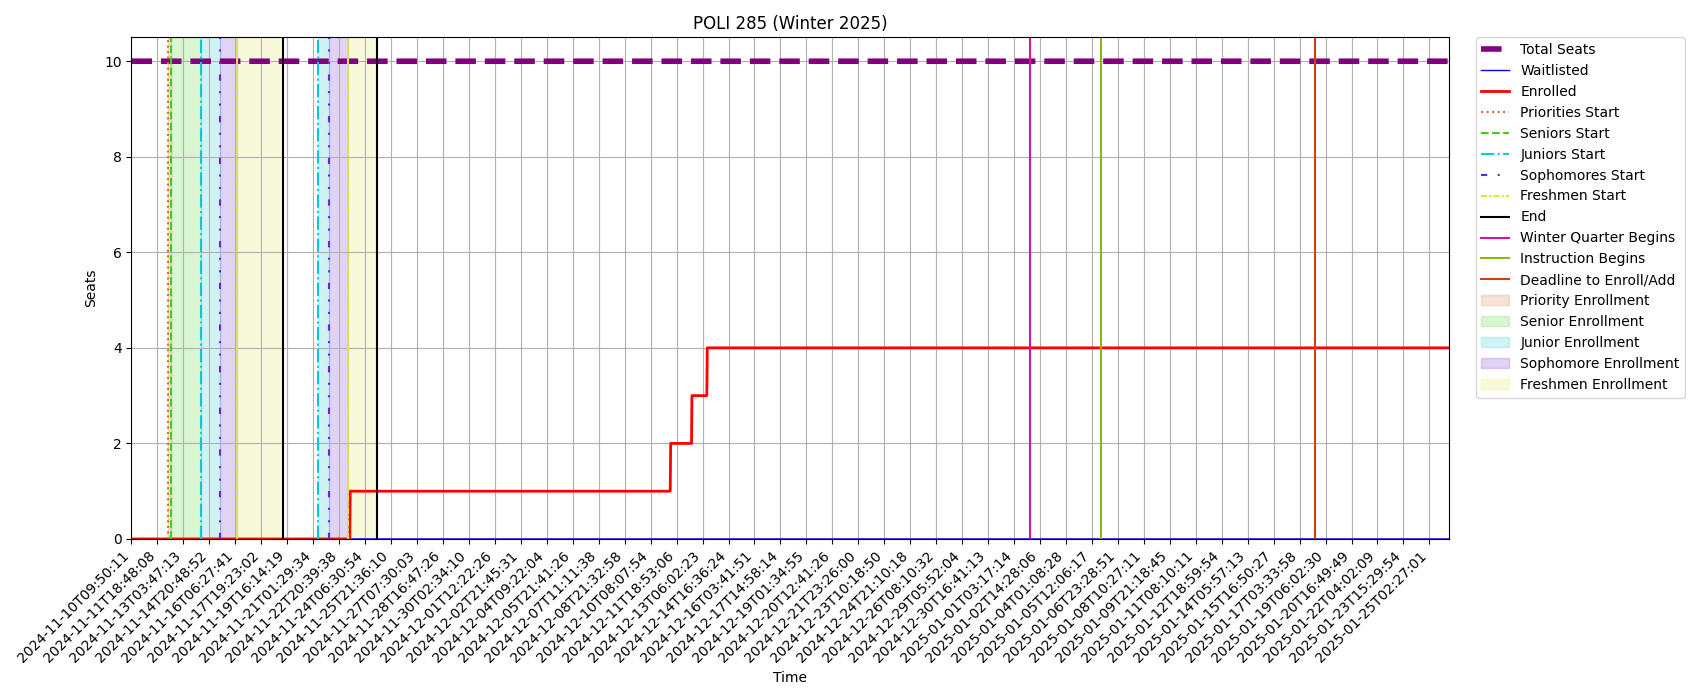 POLI 285 (Winter 2025)
Seats
10
8
6
4
2
0
2024-11-10T09:50:11
2024-11-11T18:48:08
2024-11-13T03:47:13
2024-11-14T20:48:52
2024-11-16T06:27:41
2024-11-17T19:23:02
2024-11-19T16:14:19
2024-11-21T01:29:34
2024-11-22T20:39:38
2024-11-24T06:30:54
2024-11-25T21:36:10
2024-11-27T07:30:03
2024-11-28T16:47:26
2024-11-30T02:34:10
2024-12-01T12:22:26
2024-12-02T21:45:31
2024-12-04T09:22:04
2024-12-05T21:41:26
2024-12-07T11:11:38
2024-12-08T21:32:58
2024-12-10T08:07:54
2024-12-11T18:53:06
2024-12-13T06:02:23
2024-12-14T16:36:24
2024-12-16T03:41:51
2024-12-17T14:58:14
2024-12-19T01:34:55
2024-12-20T12:41:26
2024-12-21T23:26:00
2024-12-23T10:18:50
2024-12-24T21:10:18
2024-12-26T08:10:32
2024-12-29T05:52:04
2024-12-30T16:41:13
2025-01-01T03:17:14
2025-01-02T14:28:06
2025-01-04T01:08:28
2025-01-05T12:06:17
2025-01-06T23:28:51
2025-01-08T10:27:11
2025-01-09T21:18:45
2025-01-11T08:10:11
2025-01-12T18:59:54
2025-01-14T05:57:13
2025-01-15T16:50:27
2025-01-17T03:33:58
2025-01-19T06:02:30
2025-01-20T16:49:49
2025-01-22T04:02:09
2025-01-23T15:29:54
2025-01-25T02:27:01
Time
Total Seats
Waitlisted
Enrolled
Priorities Start
Seniors Start
Juniors Start
Sophomores Start
Freshmen Start
End
Winter Quarter Begins
Instruction Begins
Deadline to Enroll/Add
Priority Enrollment
Senior Enrollment
Junior Enrollment
Sophomore Enrollment
Freshmen Enrollment